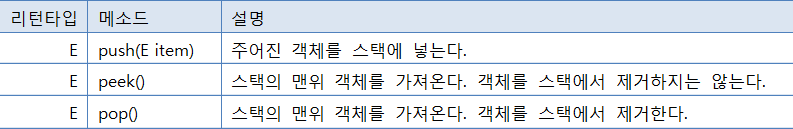 리턴타입 메소드 설명
E push(E item) 주어진 객체를 스택에 넣는다.
E peek() 스택의 맨위 객체를 가져온다. 객체를 스택에서 제거하지는 않는다.
E pop() 스택의 맨위 객체를 가져온다. 객체를 스택에서 제거한다.